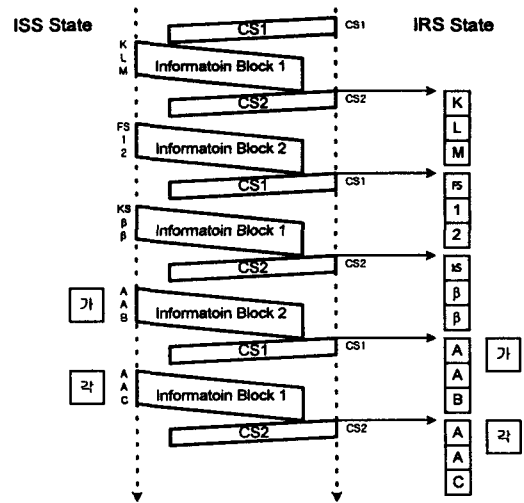 ISS State
IRS State
CS1
CS1
K
L
M
Informatoin Block 1
CS2
CS2
K
L
M
FS
1
2
Informatoin Block 2
CS1
CS1
FS
1
2
KS
β
β
Informatoin Block 1
CS2
CS2
KS
β
β
가
A
A
B
Informatoin Block 2
CS1
CS1
A
A
B
가
각
A
A
C
Informatoin Block 1
CS2
CS2
A
A
C
각